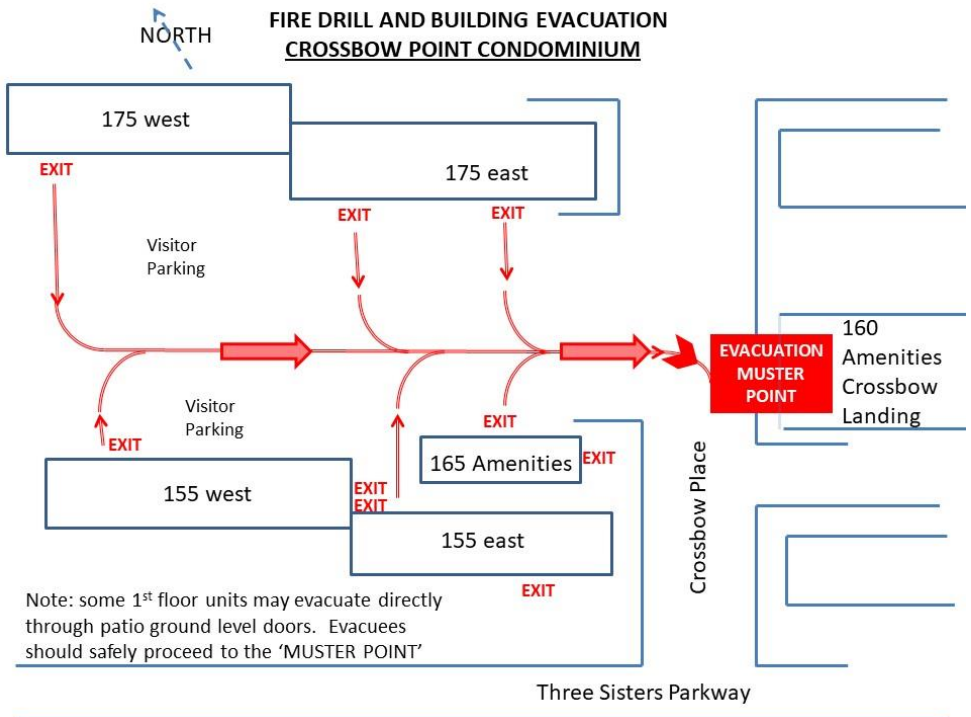 FIRE DRILL AND BUILDING EVACUATION
CROSSBOW POINT CONDOMINIUM
NORTH
175 west
175 east
EXIT
EXIT
EXIT
Visitor
Parking
EVACUATION
MUSTER
POINT
160
Amenities
Crossbow
Landing
Visitor
Parking
EXIT
EXIT
165 Amenities
EXIT
155 west
EXIT
EXIT
155 east
EXIT
Crossbow Place
Note: some 1st floor units may evacuate directly
through patio ground level doors. Evacuees
should safely proceed to the ‘MUSTER POINT’
Three Sisters Parkway